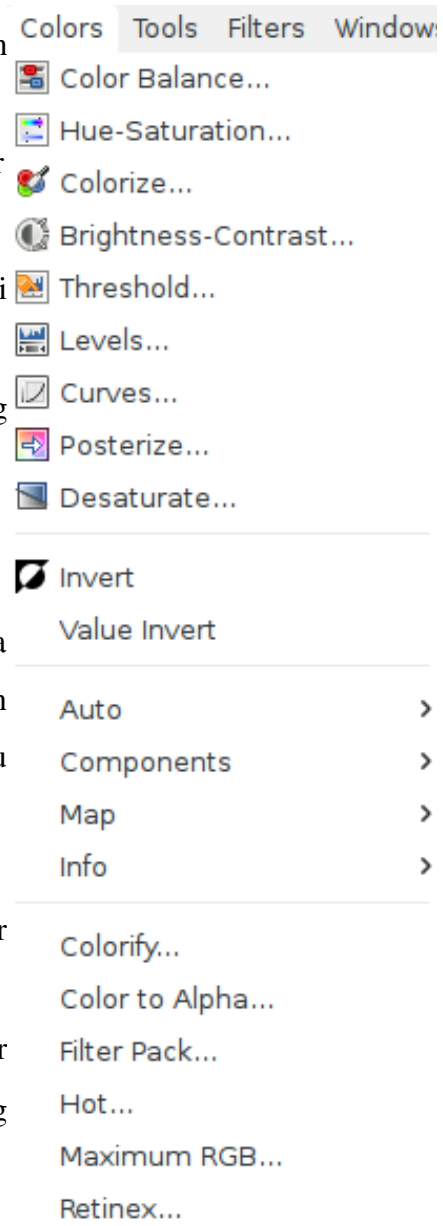 Colors Tools Filters Windows
Color Balance...
Hue-Saturation...
Colorize...
Brightness-Contrast...
Threshold...
Levels...
Curves...
Posterize...
Desaturate...
Invert
Value Invert
Auto
Components
Map
Info
Colorify...
Color to Alpha...
Filter Pack...
Hot...
Maximum RGB...
Retinex...